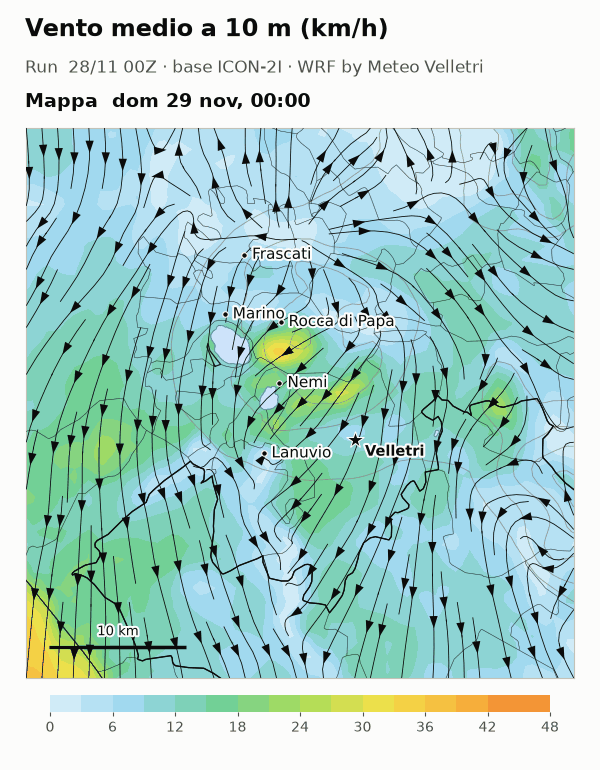 Vento medio a 10 m (km/h)
Run  28/11 00Z · base ICON-2I · WRF by Meteo Velletri
Mappa  dom 29 nov, 00:00
Frascati
Marino
Rocca di Papa
Nemi
Velletri
Lanuvio
10 km
0 6 12 18 24 30 36 42 48